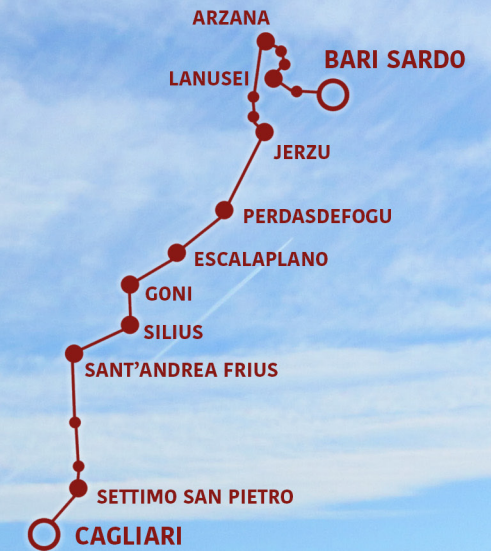 ARZANA
BARI SARDO
LANUSEI
JERZU
PERDASDEFOGU
ESCALAPLANO
GONI
SILIUS
SANT’ANDREA FRIUS
SETTIMO SAN PIETRO
CAGLIARI